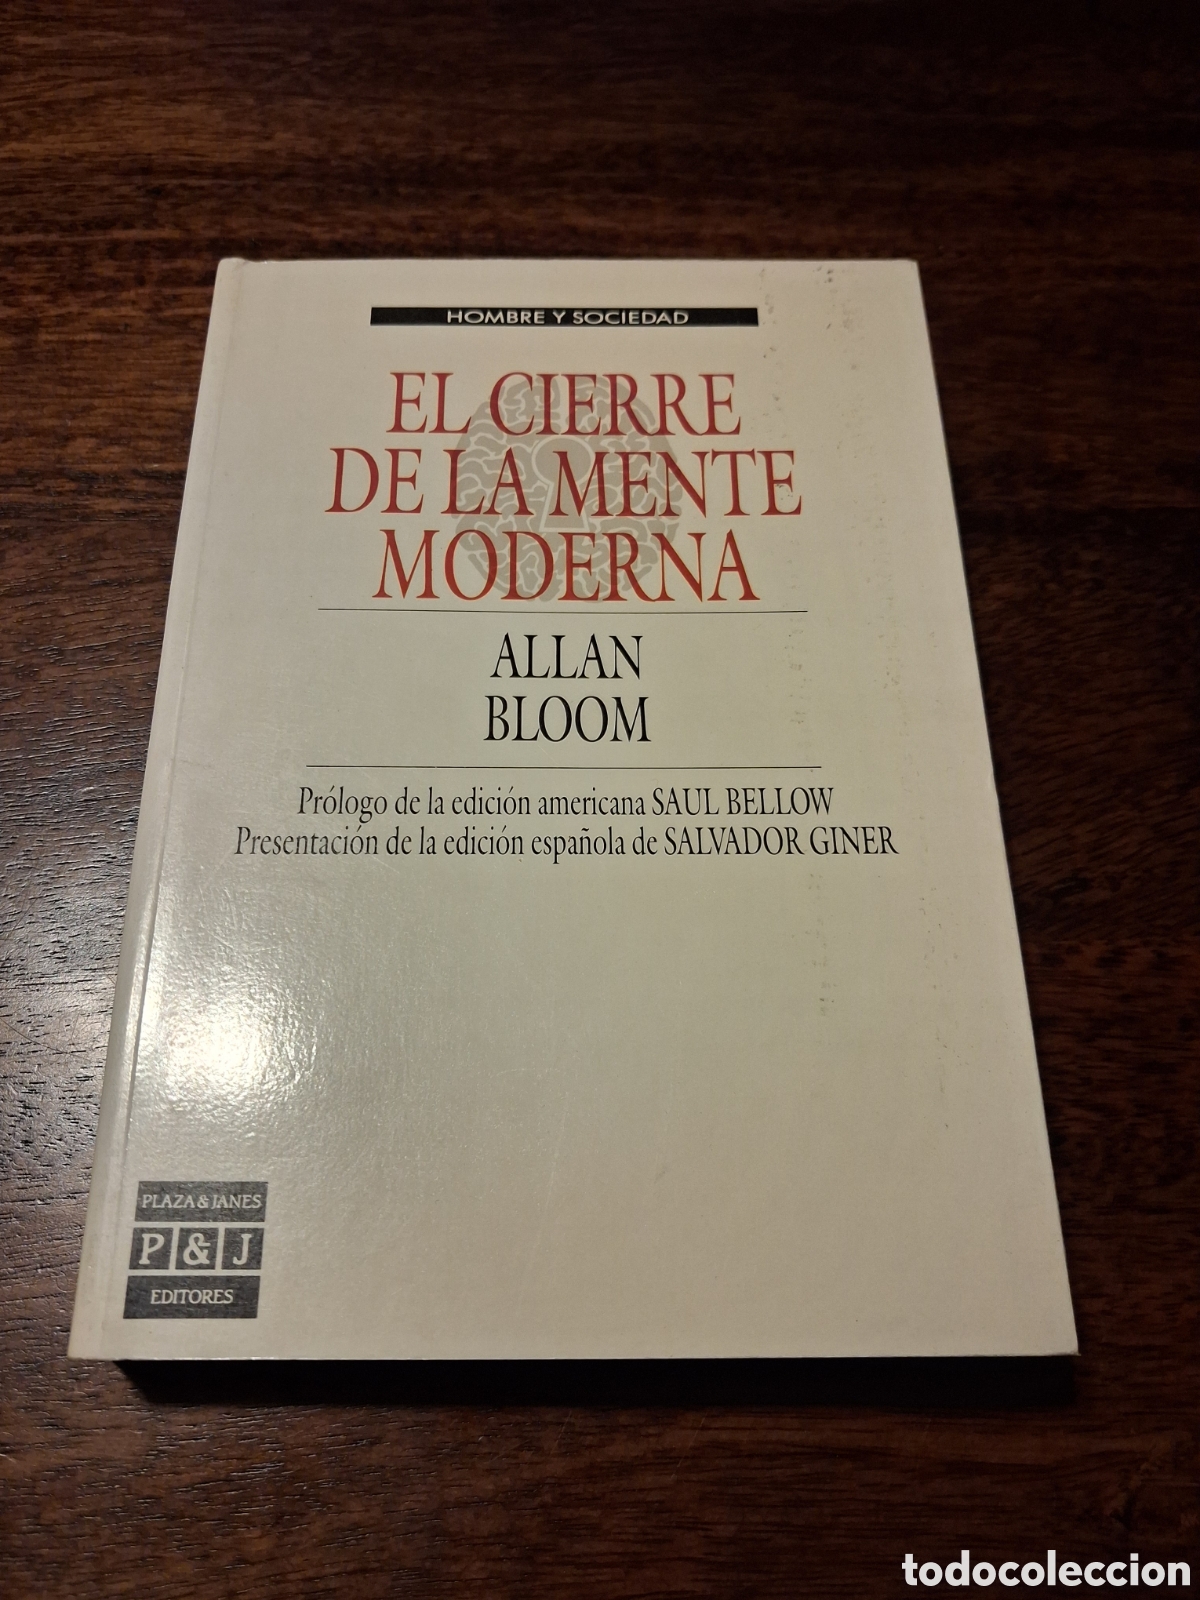 HOMBRE Y SOCIEDAD
EL CIERRE
DE LA MENTE
MODERNA
ALLAN
BLOOM
Prólogo de la edición americana SAUL BELLOW
Presentación de la edición española de SALVADOR GINER
PLAZA & JANES
P & J
EDITORES
todocoleccion